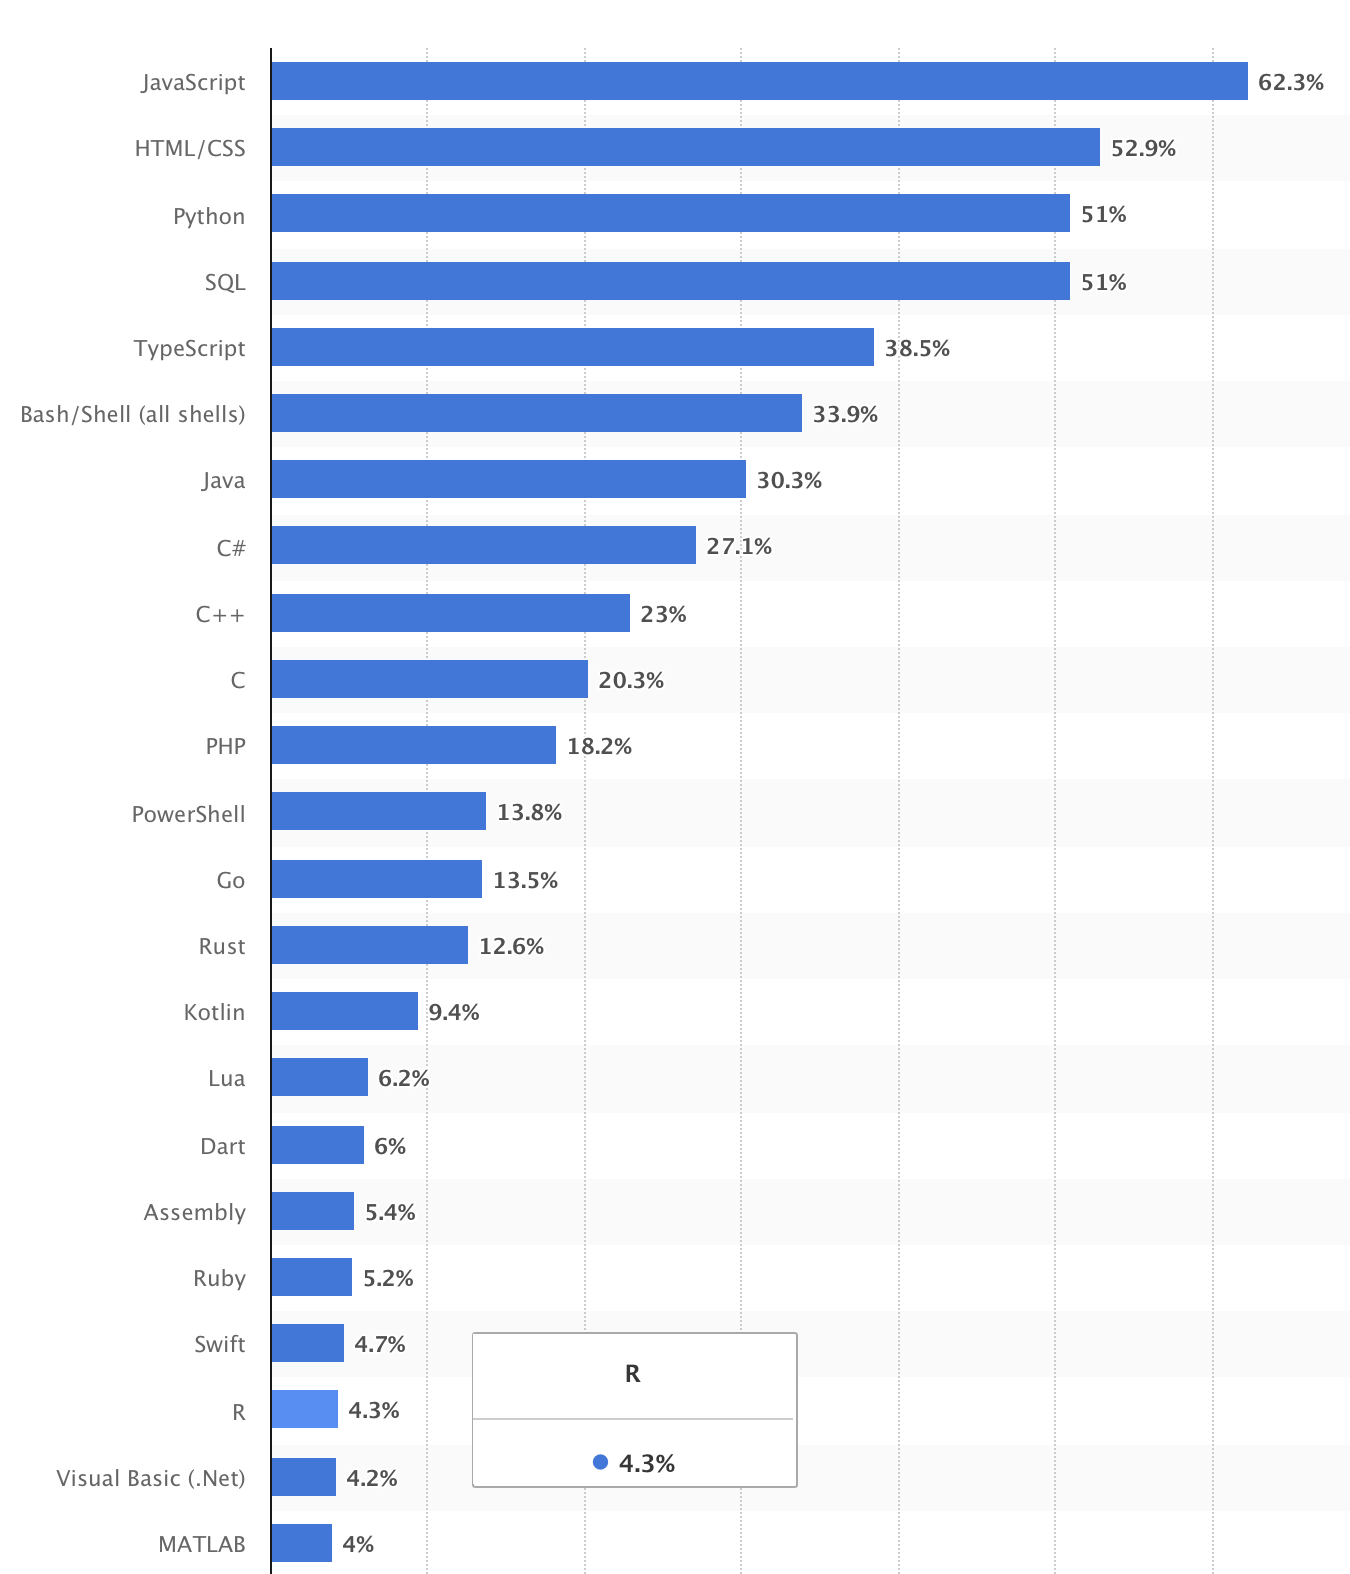 JavaScript 62.3%
HTML/CSS 52.9%
Python 51%
SQL 51%
TypeScript 38.5%
Bash/Shell (all shells) 33.9%
Java 30.3%
C# 27.1%
C++ 23%
C 20.3%
PHP 18.2%
PowerShell 13.8%
Go 13.5%
Rust 12.6%
Kotlin 9.4%
Lua 6.2%
Dart 6%
Assembly 5.4%
Ruby 5.2%
Swift 4.7%
R
R 4.3%
4.3%
Visual Basic (.Net) 4.2%
MATLAB 4%